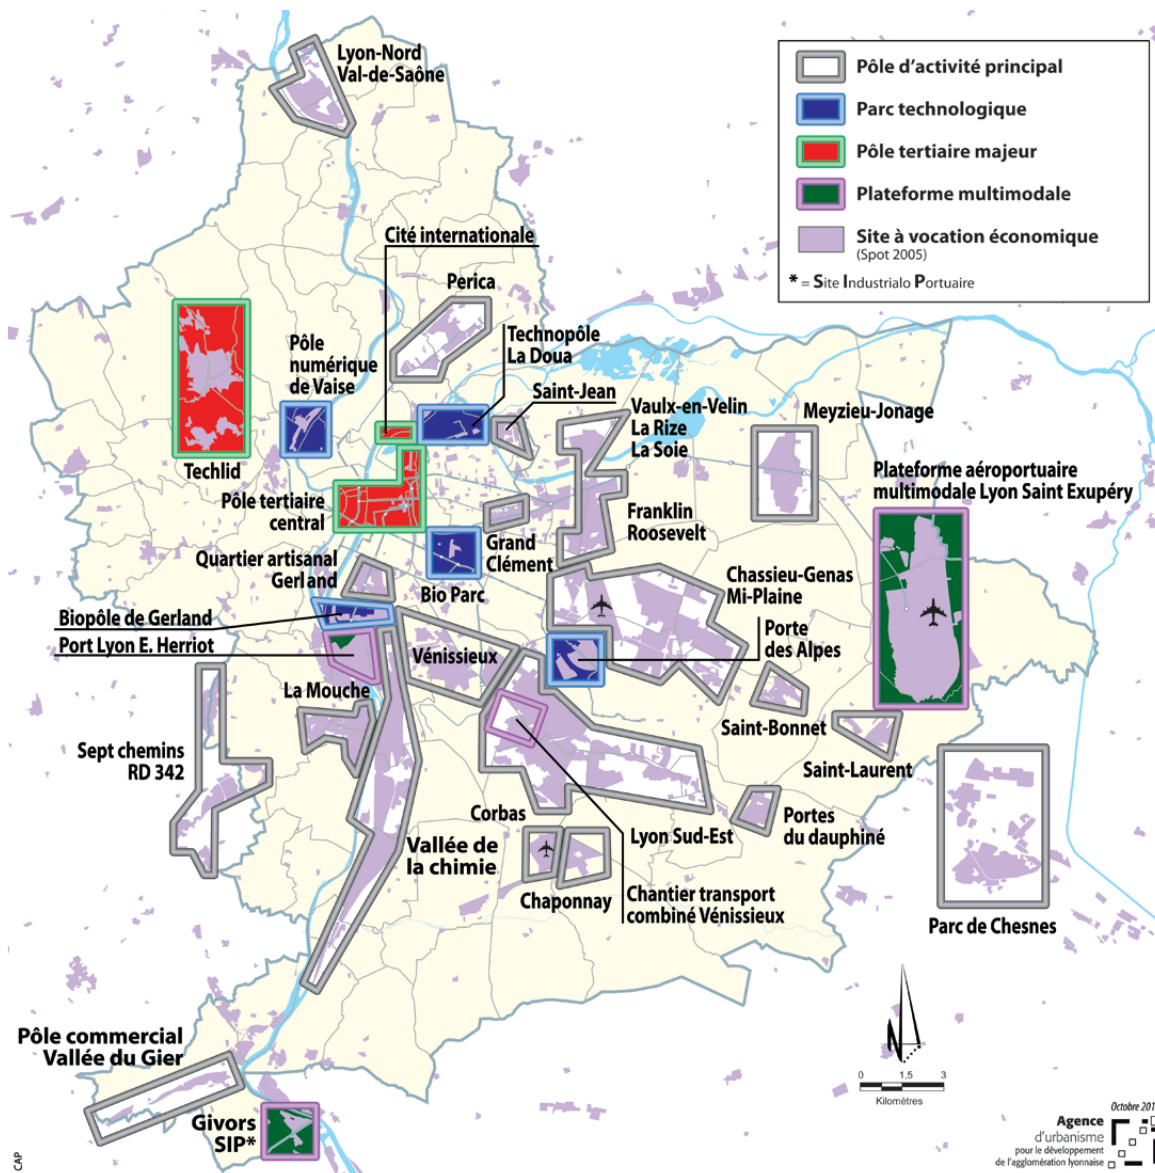 Lyon-Nord
Val-de-Saône
Pôle d'activité principal
Parc technologique
Pôle tertiaire majeur
Plateforme multimodale
Site à vocation économique
(Spot 2005)
* = Site Industrialo Portuaire
Cité internationale
Perica
Technopôle
La Doua
Pôle
numérique
de Vaise
Saint-Jean
Vaulx-en-Velin
La Rize
La Soie
Meyzieu-Jonage
Techlid
Plateforme aéroportuaire
multimodale Lyon Saint Exupéry
Pôle tertiaire
central
Franklin
Roosevelt
Grand
Clément
Quartier artisanal
Gerland
Bio Parc
Chassieu-Genas
Mi-Plaine
Biopôle de Gerland
Port Lyon E. Herriot
Porte
des Alpes
Vénissieux
La Mouche
Saint-Bonnet
Sept chemins
RD 342
Saint-Laurent
Corbas
Lyon Sud-Est
Portes
du dauphiné
Vallée de
la chimie
Chaponnay
Chantier transport
combiné Vénissieux
Parc de Chesnes
Pôle commercial
Vallée du Gier
N
0 1,5 3
Kilomètres
Givors
SIP*
Octobre 201
Agence
d'urbanisme
pour le développement
de l'agglomération lyonnaise
CAP